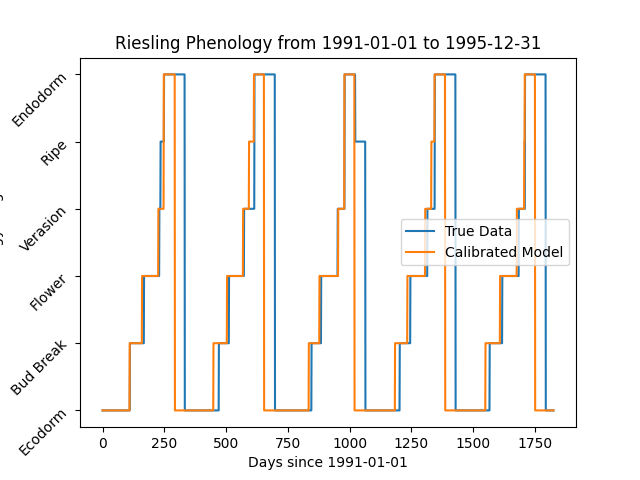 Riesling Phenology from 1991-01-01 to 1995-12-31
Endodorm
Ripe
Verasion
Flower
Bud Break
Ecodorm
True Data
Calibrated Model
0 250 500 750 1000 1250 1500 1750
Days since 1991-01-01